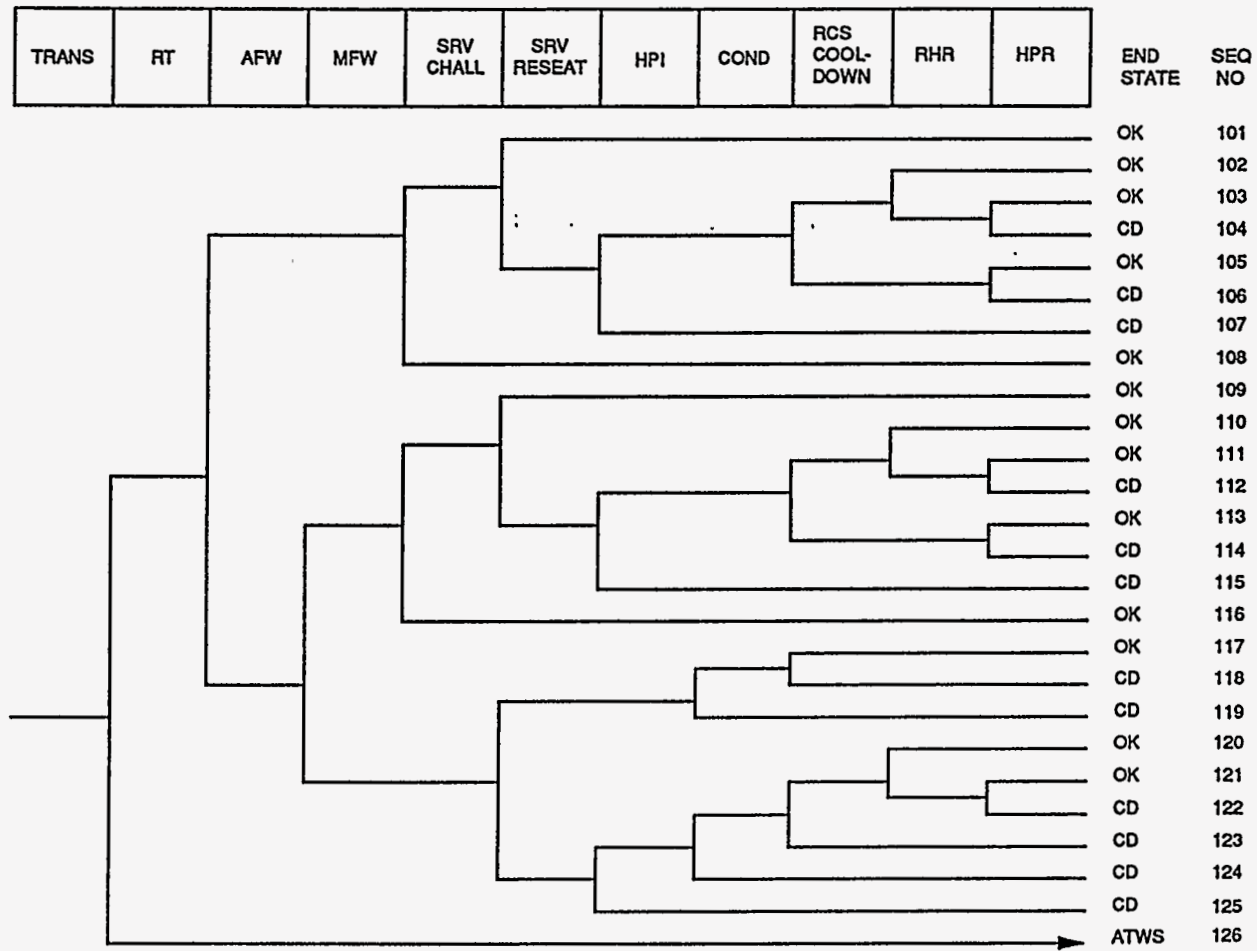 TRANS RT AFW MFW SRV CHALL SRV RESEAT HPI COND RCS COOL-DOWN RHR HPR END STATE SEQ NO
OK 101
OK 102
OK 103
CD 104
OK 105
CD 106
CD 107
OK 108
OK 109
OK 110
OK 111
CD 112
OK 113
CD 114
CD 115
OK 116
OK 117
CD 118
CD 119
OK 120
OK 121
CD 122
CD 123
CD 124
CD 125
ATWS 126